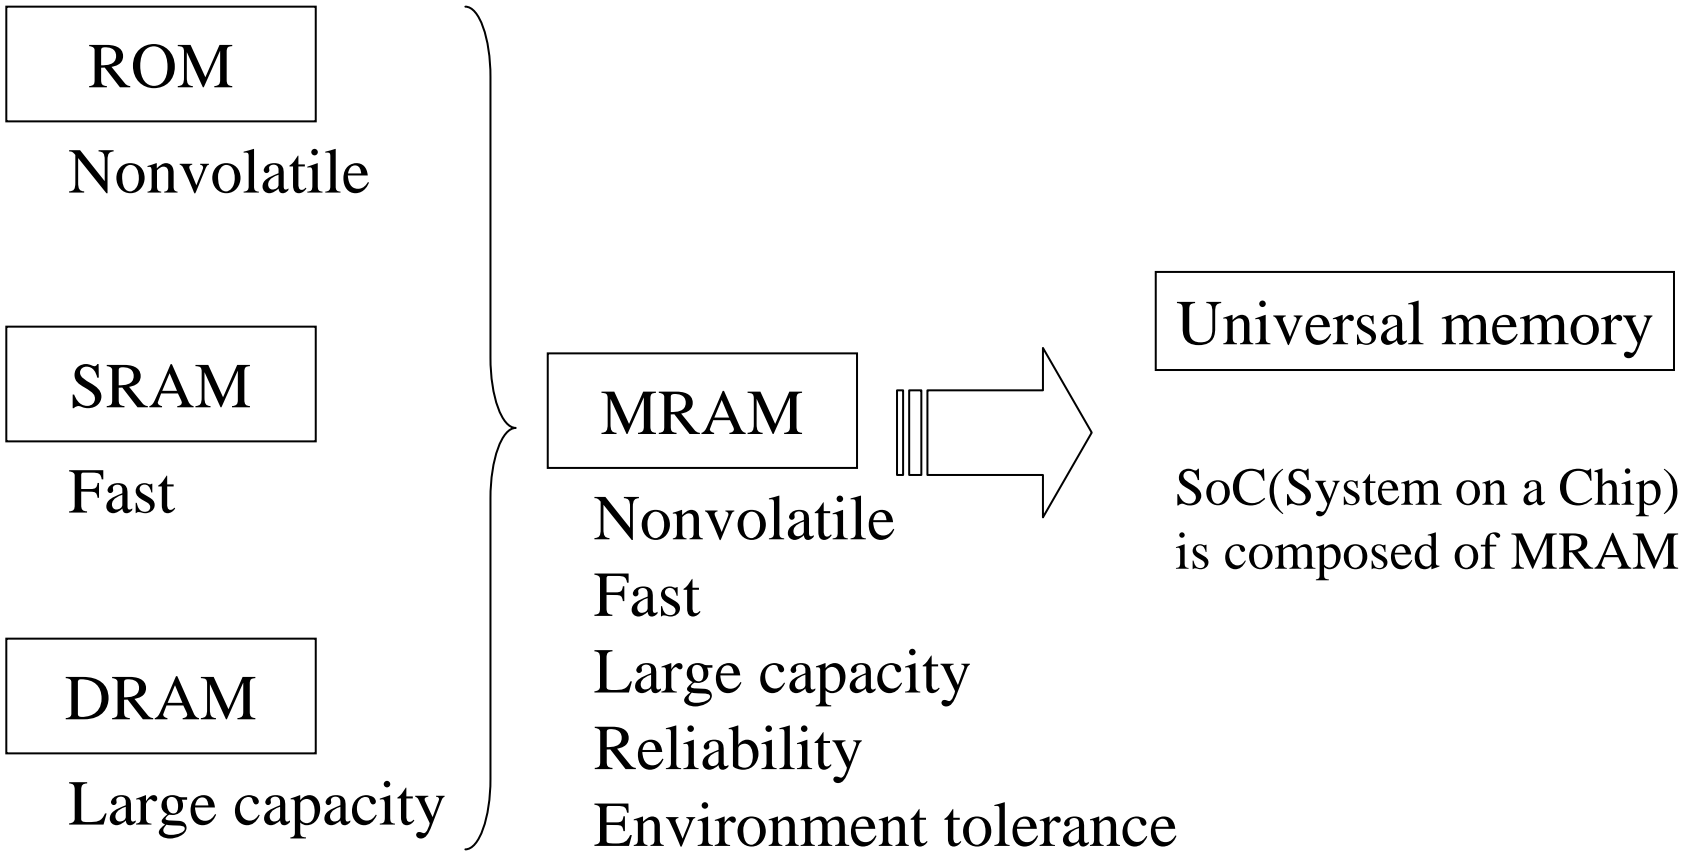 ROM
Nonvolatile
SRAM
Fast
DRAM
Large capacity
MRAM
Nonvolatile
Fast
Large capacity
Reliability
Environment tolerance
Universal memory
SoC(System on a Chip)
is composed of MRAM